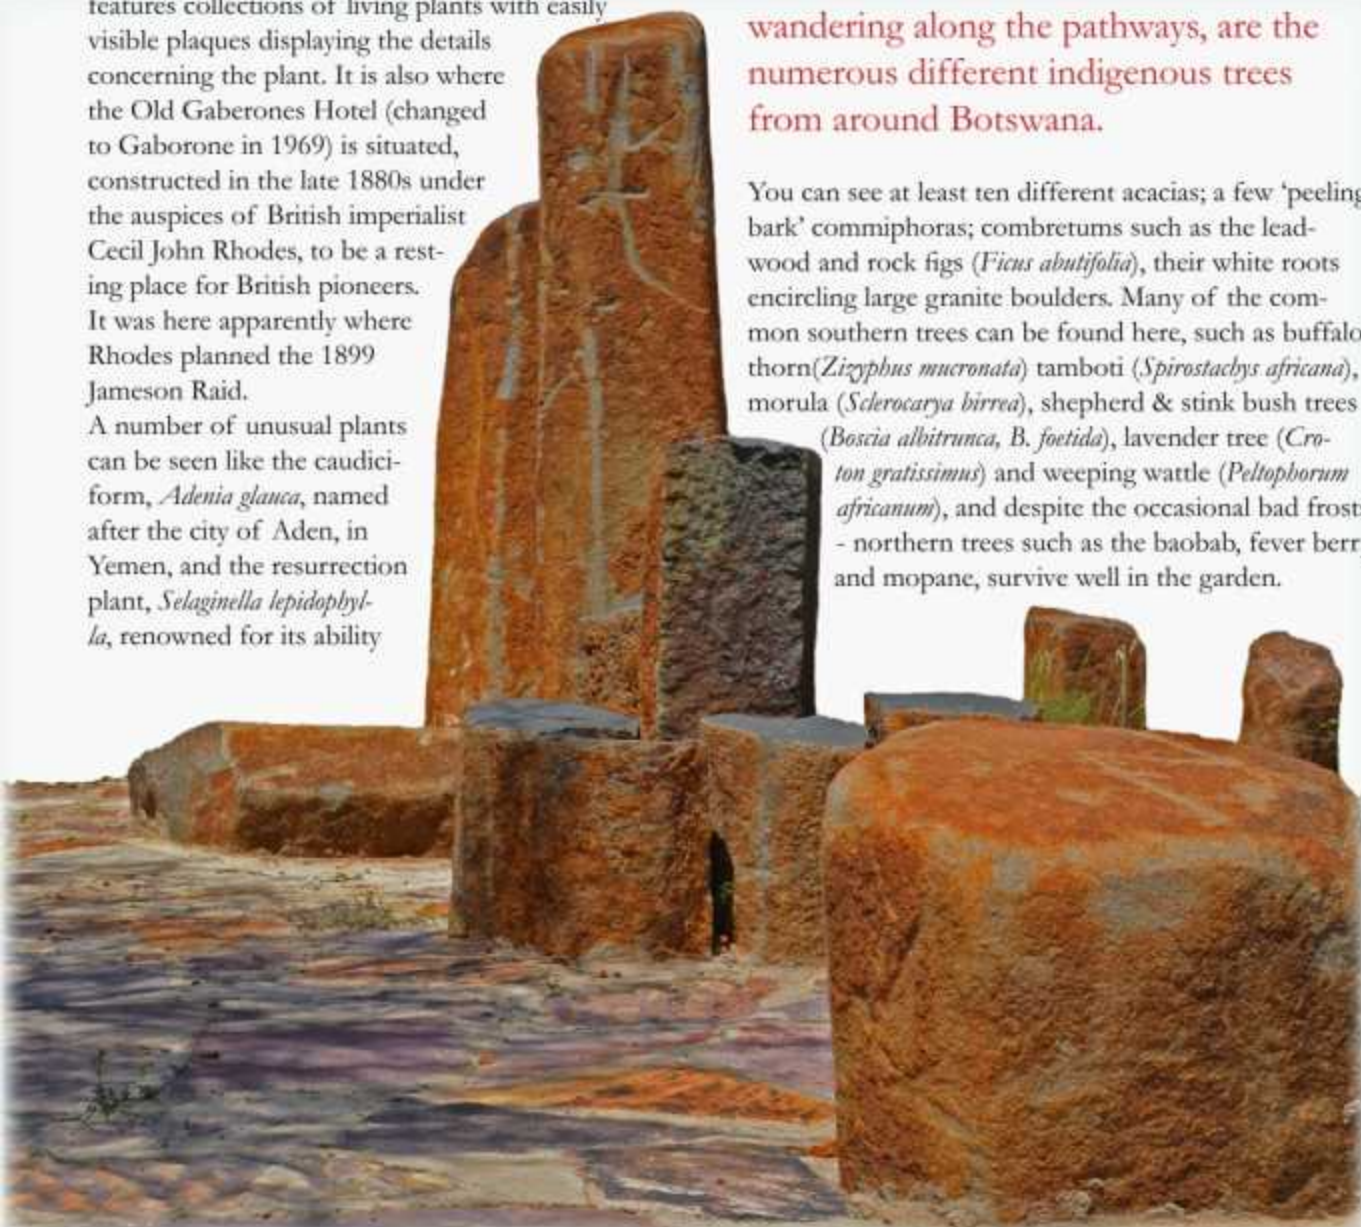 features collections of living plants with easily
visible plaques displaying the details
concerning the plant. It is also where
the Old Gaberones Hotel (changed
to Gaborone in 1969) is situated,
constructed in the late 1880s under
the auspices of British imperialist
Cecil John Rhodes, to be a rest-
ing place for British pioneers.
It was here apparently where
Rhodes planned the 1899
Jameson Raid.
A number of unusual plants
can be seen like the caudici-
form, Adenia glauca, named
after the city of Aden, in
Yemen, and the resurrection
plant, Selaginella lepidophyl-
la, renowned for its ability
wandering along the pathways, are the
numerous different indigenous trees
from around Botswana.
You can see at least ten different acacias; a few ‘peeling
bark’ commiphoras; combretums such as the lead-
wood and rock figs (Ficus abutifolia), their white roots
encircling large granite boulders. Many of the com-
mon southern trees can be found here, such as buffalo
thorn(Zizyphus mucronata) tamboti (Spirostachys africana),
morula (Sclerocarya birrea), shepherd & stink bush trees
(Boscia albitrunca, B. foetida), lavender tree (Cro-
ton gratissimus) and weeping wattle (Peltophorum
africanum), and despite the occasional bad frost
- northern trees such as the baobab, fever berr
and mopane, survive well in the garden.